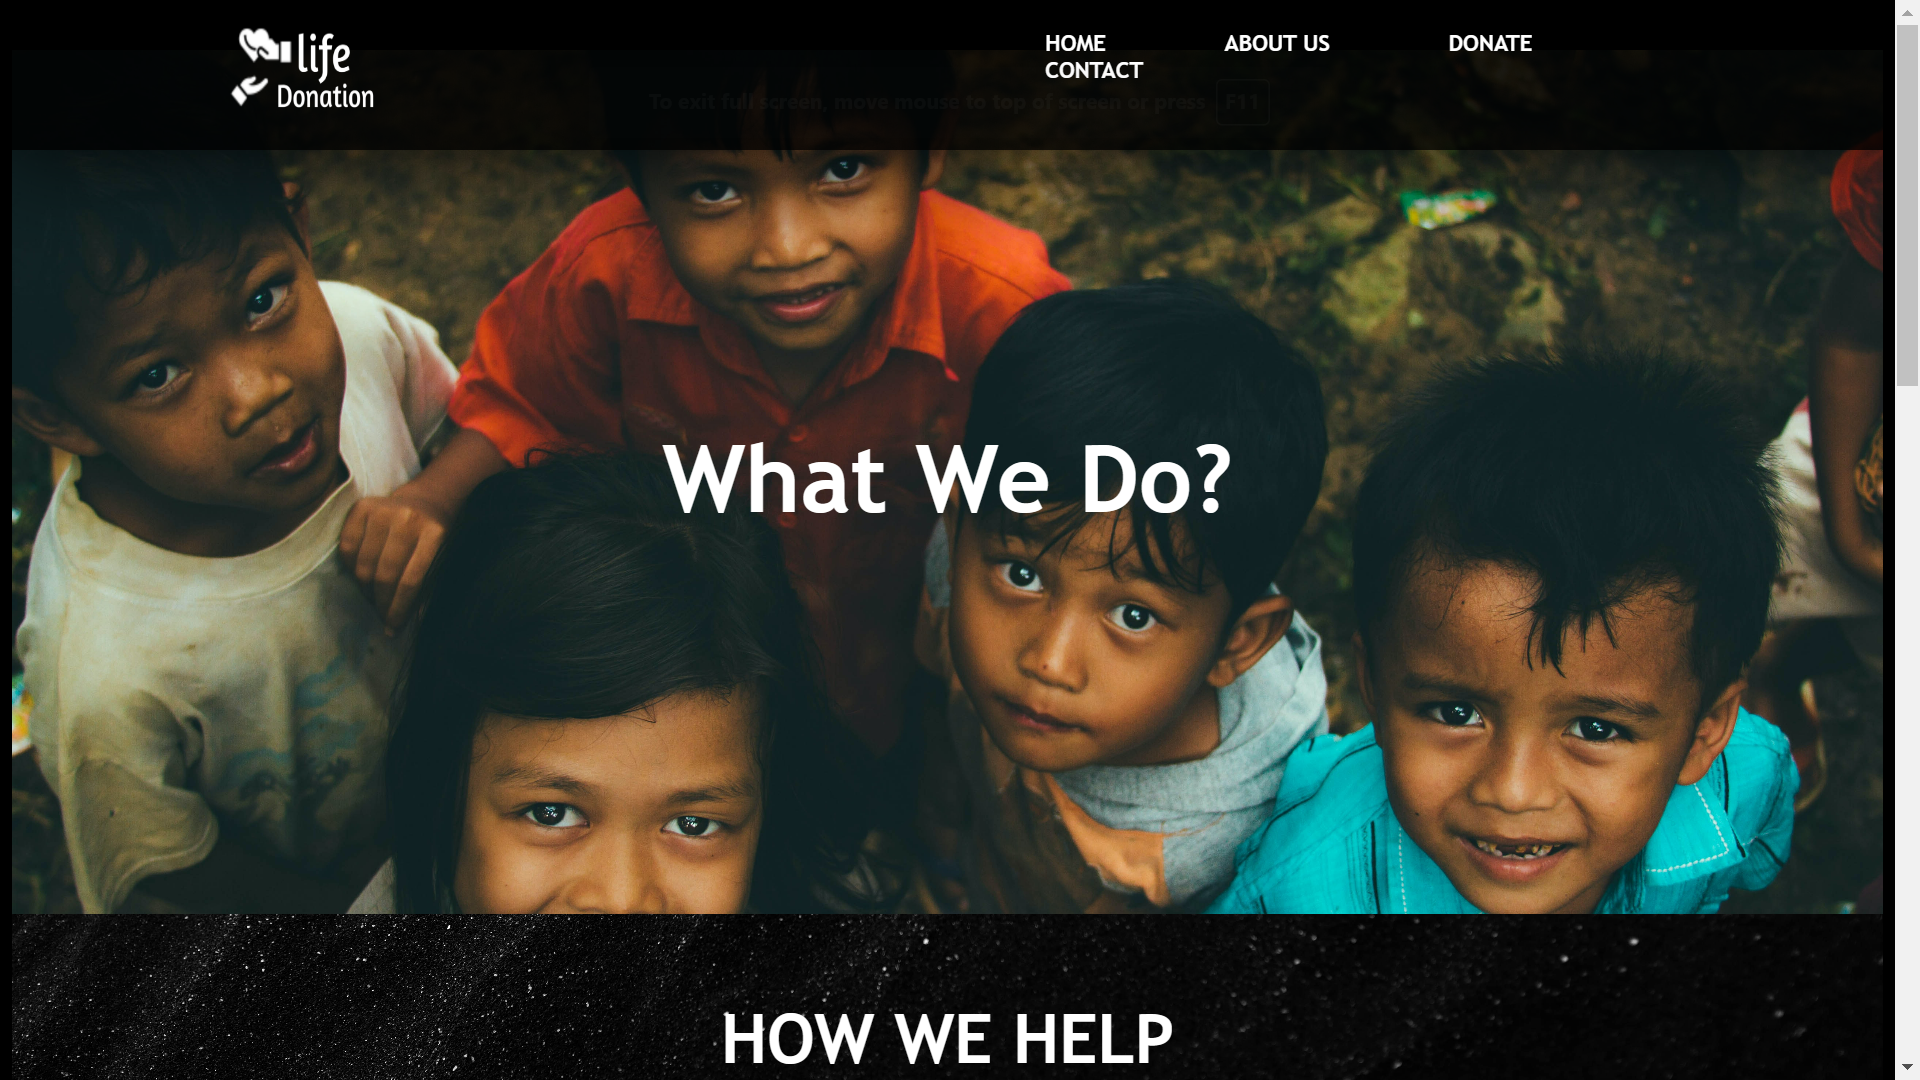 life
Donation
HOME ABOUT US DONATE
CONTACT
To exit full screen, move mouse to top of screen or press F11
What We Do?
HOW WE HELP